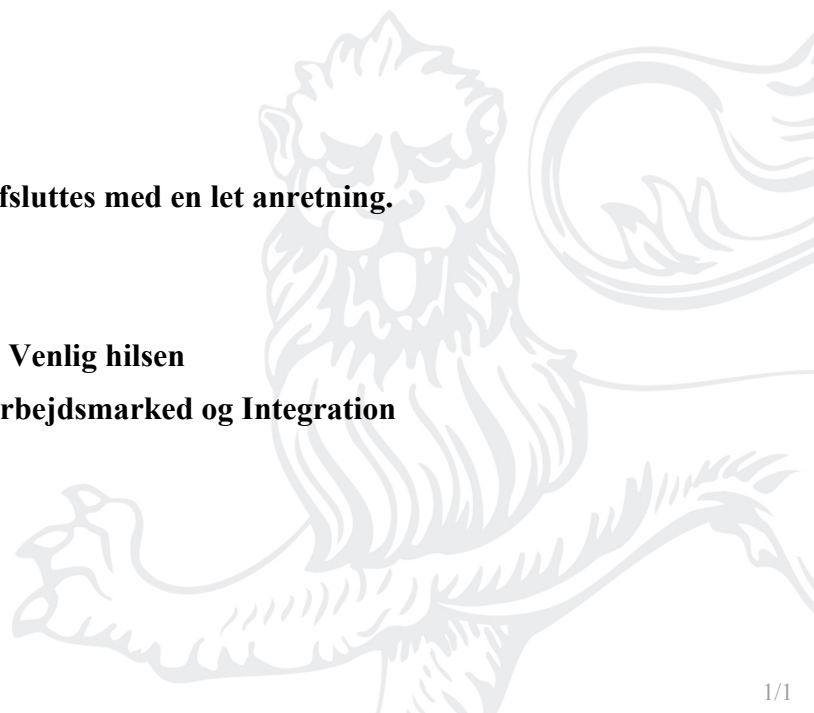 fsluttes med en let anretning.
Venlig hilsen
rbejdsmarked og Integration
1/1